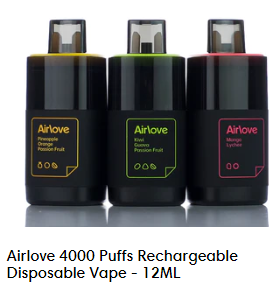 Airlove
Pineapple
Orange
Passion Fruit
Airlove
Kiwi
Guava
Passion Fruit
Airlove
Mango
Lychee
Airlove 4000 Puffs Rechargeable
Disposable Vape - 12ML